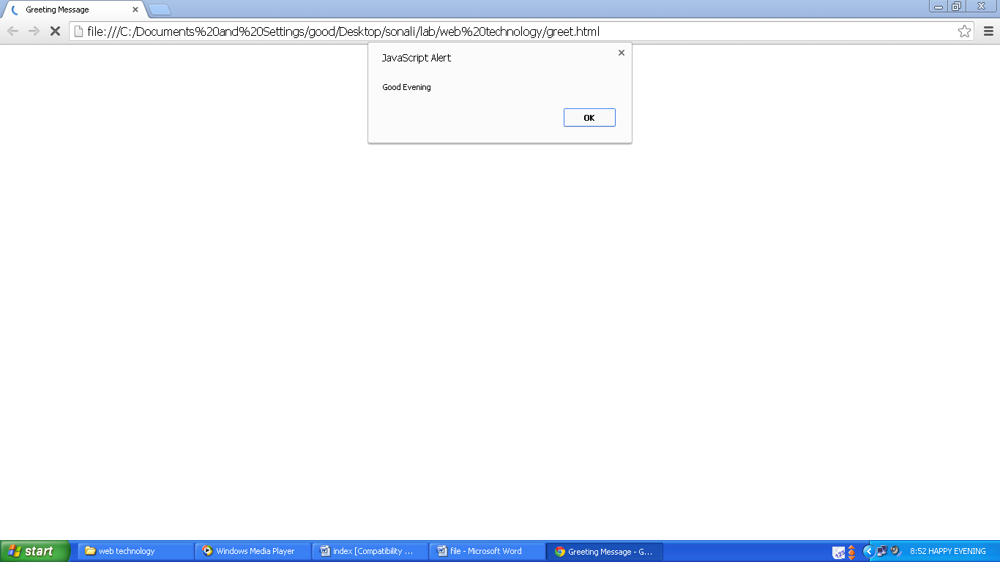 Greeting Message
file:///C:/Documents%20and%20Settings/good/Desktop/sonali/lab/web%20technology/greet.html
JavaScript Alert
Good Evening
OK
start
web technology
Windows Media Player
index [Compatibility ...
file - Microsoft Word
Greeting Message - G...
8:52 HAPPY EVENING